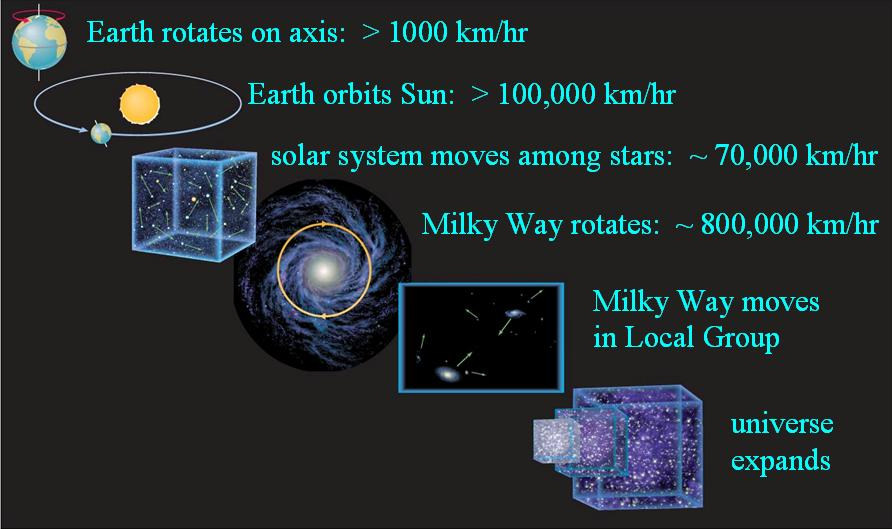 Earth rotates on axis:  > 1000 km/hr
Earth orbits Sun:  > 100,000 km/hr
solar system moves among stars:  ~ 70,000 km/hr
Milky Way rotates:  ~ 800,000 km/hr
Milky Way moves
in Local Group
universe
expands